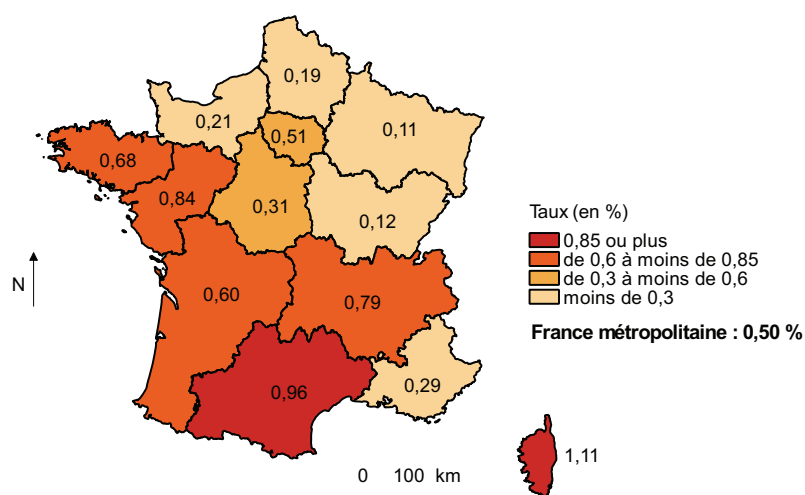 0,19
0,21
0,51
0,11
0,68
0,84
0,31
0,12
Taux (en %)
0,85 ou plus
de 0,6 à moins de 0,85
de 0,3 à moins de 0,6
moins de 0,3
France métropolitaine : 0,50 %
N
0,60
0,79
0,96
0,29
1,11
0 100 km